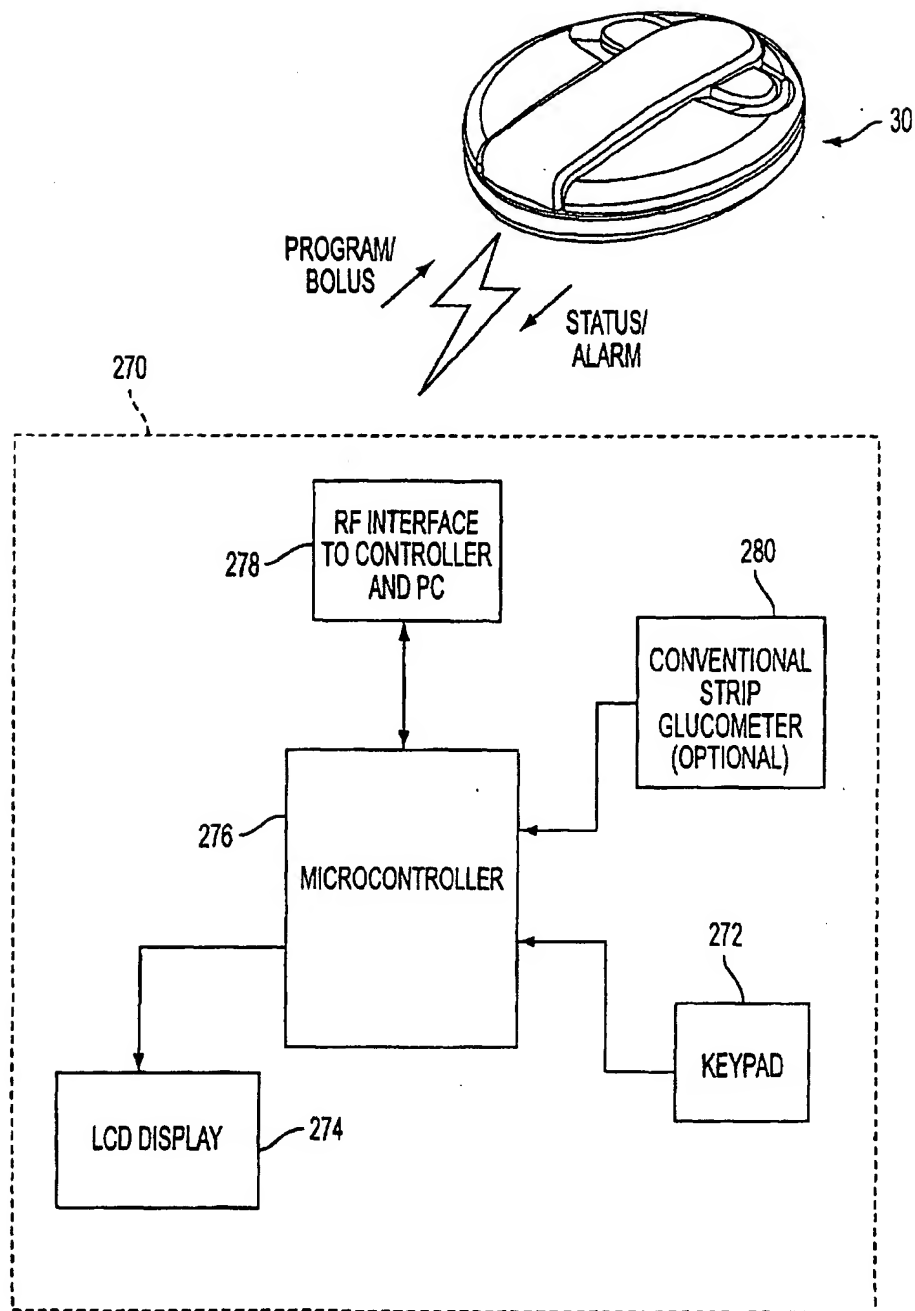 30
PROGRAM/
BOLUS
STATUS/
ALARM
270
RF INTERFACE
TO CONTROLLER
AND PC
278
280
CONVENTIONAL
STRIP
GLUCOMETER
(OPTIONAL)
276
MICROCONTROLLER
272
KEYPAD
LCD DISPLAY
274